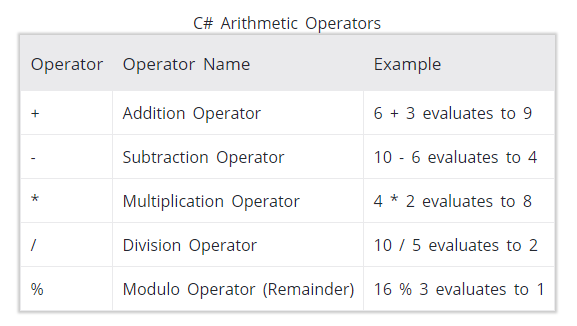 C# Arithmetic Operators
Operator Operator Name Example
+ Addition Operator 6 + 3 evaluates to 9
- Subtraction Operator 10 - 6 evaluates to 4
* Multiplication Operator 4 * 2 evaluates to 8
/ Division Operator 10 / 5 evaluates to 2
% Modulo Operator (Remainder) 16 % 3 evaluates to 1